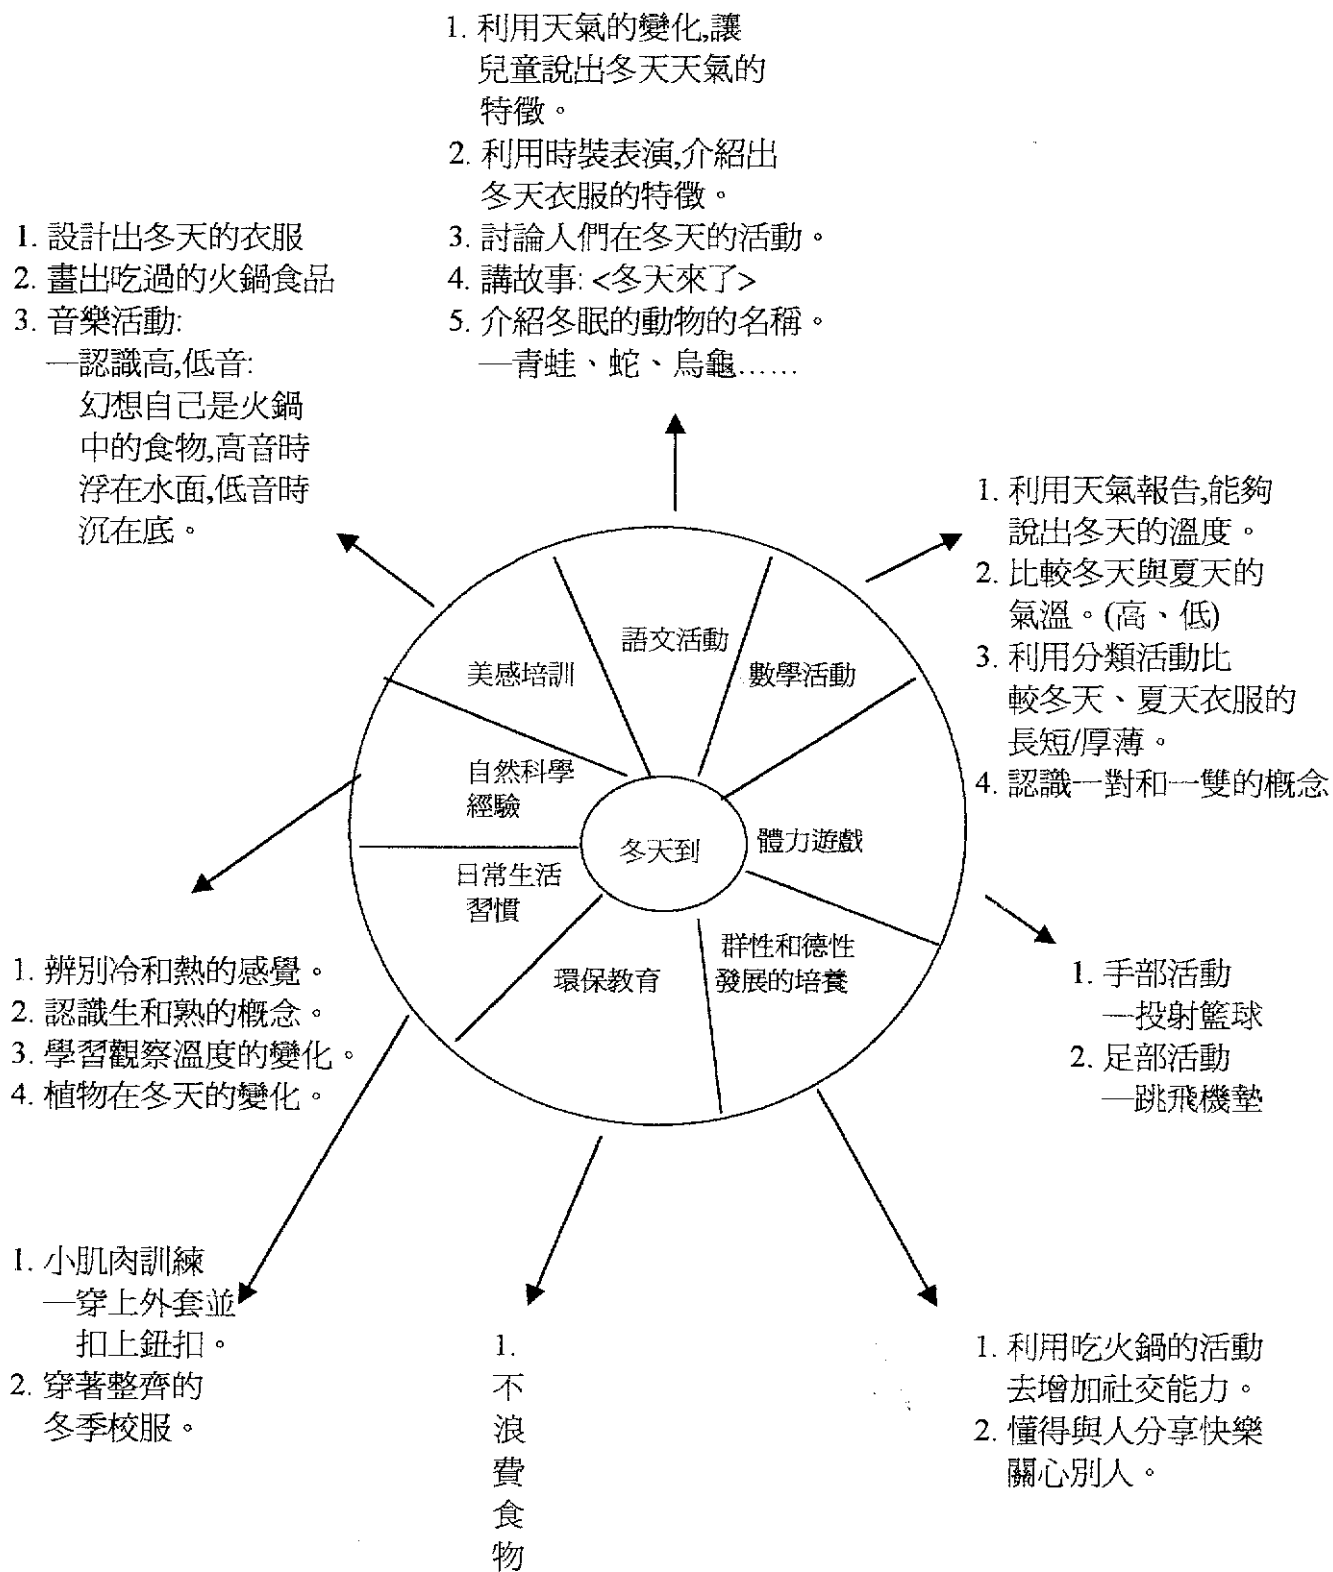 1. 利用天氣的變化,讓
兒童說出冬天天氣的
特徵。
2. 利用時裝表演,介紹出
冬天衣服的特徵。
3. 討論人們在冬天的活動。
4. 講故事: <冬天來了>
5. 介紹冬眠的動物的名稱。
—青蛙、蛇、烏龜……
1. 設計出冬天的衣服
2. 畫出吃過的火鍋食品
3. 音樂活動:
—認識高,低音:
幻想自己是火鍋
中的食物,高音時
浮在水面,低音時
沉在底。
1. 利用天氣報告,能夠
說出冬天的溫度。
2. 比較冬天與夏天的
氣溫。(高、低)
3. 利用分類活動比
較冬天、夏天衣服的
長短/厚薄。
4. 認識一對和一雙的概念
語文活動
美感培訓
數學活動
自然科學
經驗
冬天到
體力遊戲
日常生活
習慣
環保教育
群性和德性
發展的培養
1. 辨別冷和熱的感覺。
2. 認識生和熟的概念。
3. 學習觀察溫度的變化。
4. 植物在冬天的變化。
1. 手部活動
—投射籃球
2. 足部活動
—跳飛機墊
1. 小肌肉訓練
—穿上外套並
扣上鈕扣。
2. 穿著整齊的
冬季校服。
1.
不
浪
費
食
物
1. 利用吃火鍋的活動
去增加社交能力。
2. 懂得與人分享快樂
關心別人。